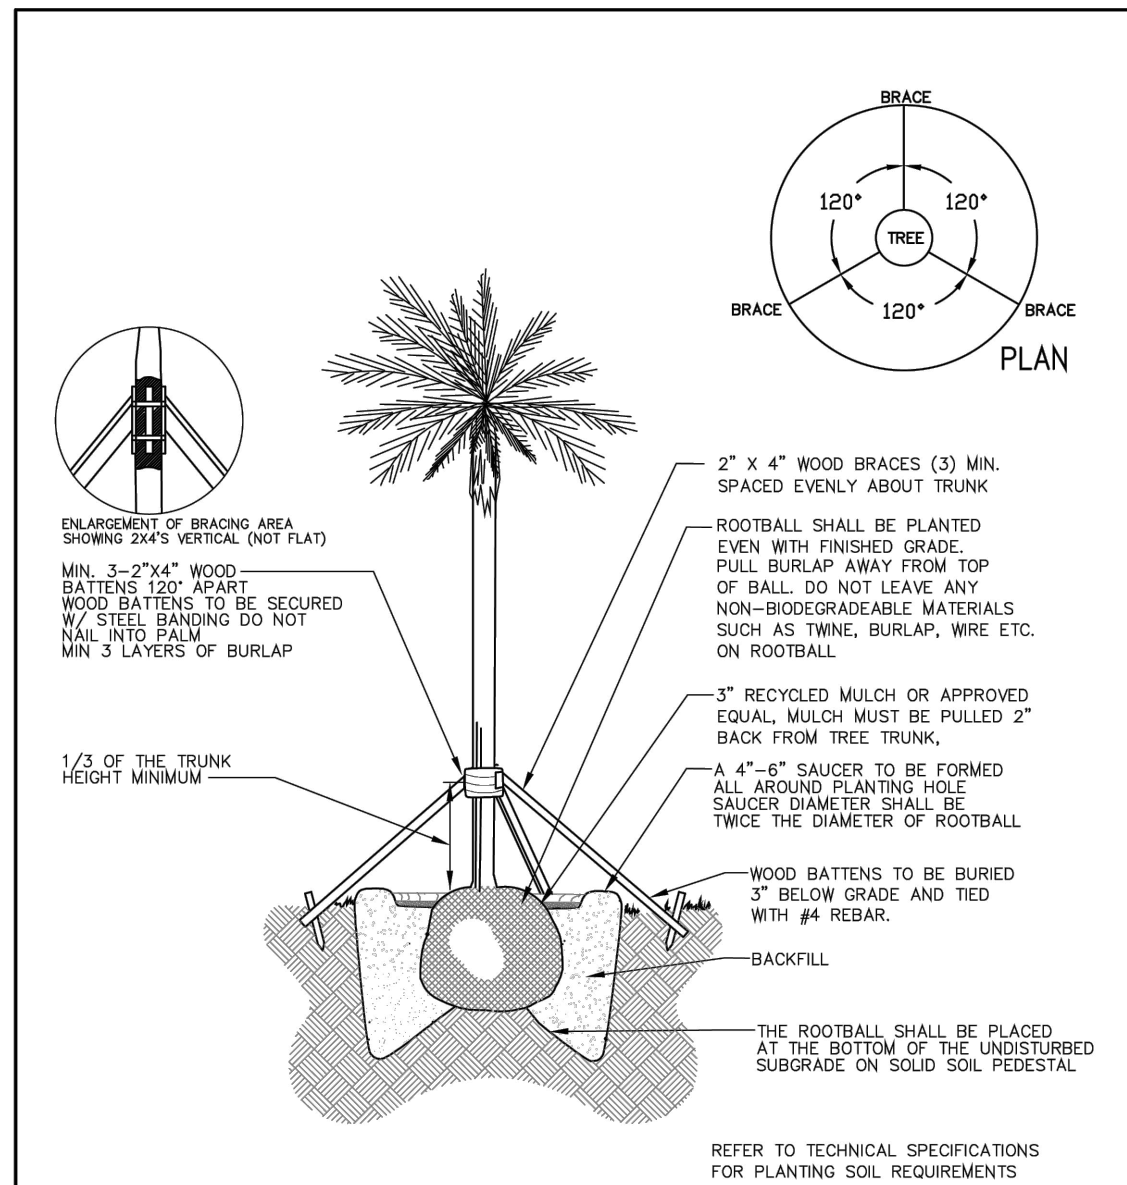 BRACE
120°
120°
TREE
120°
BRACE
BRACE
PLAN
ENLARGEMENT OF BRACING AREA
SHOWING 2X4'S VERTICAL (NOT FLAT)
MIN. 3-2"X4" WOOD
BATTENS 120° APART
WOOD BATTENS TO BE SECURED
W/ STEEL BANDING DO NOT
NAIL INTO PALM
MIN 3 LAYERS OF BURLAP
1/3 OF THE TRUNK
HEIGHT MINIMUM
2" X 4" WOOD BRACES (3) MIN.
SPACED EVENLY ABOUT TRUNK
ROOTBALL SHALL BE PLANTED
EVEN WITH FINISHED GRADE.
PULL BURLAP AWAY FROM TOP
OF BALL. DO NOT LEAVE ANY
NON-BIODEGRADEABLE MATERIALS
SUCH AS TWINE, BURLAP, WIRE ETC.
ON ROOTBALL
3" RECYCLED MULCH OR APPROVED
EQUAL, MULCH MUST BE PULLED 2"
BACK FROM TREE TRUNK,
A 4"-6" SAUCER TO BE FORMED
ALL AROUND PLANTING HOLE
SAUCER DIAMETER SHALL BE
TWICE THE DIAMETER OF ROOTBALL
WOOD BATTENS TO BE BURIED
3" BELOW GRADE AND TIED
WITH #4 REBAR.
BACKFILL
THE ROOTBALL SHALL BE PLACED
AT THE BOTTOM OF THE UNDISTURBED
SUBGRADE ON SOLID SOIL PEDESTAL
REFER TO TECHNICAL SPECIFICATIONS
FOR PLANTING SOIL REQUIREMENTS